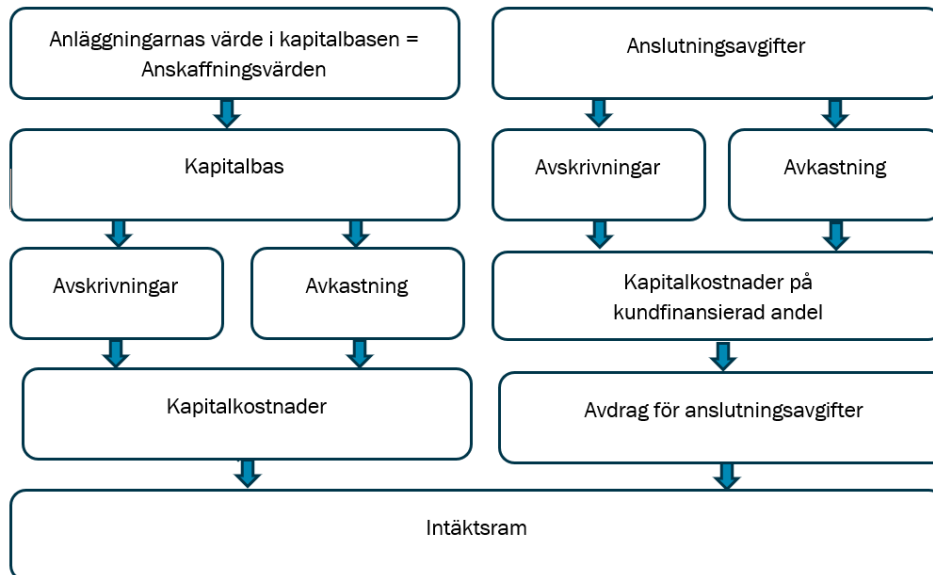 Anläggningarnas värde i kapitalbasen =
Anskaffningsvärden
Anslutningsavgifter
Kapitalbas
Avskrivningar
Avkastning
Avskrivningar
Avkastning
Kapitalkostnader på
kundfinansierad andel
Kapitalkostnader
Avdrag för anslutningsavgifter
Intäktsram